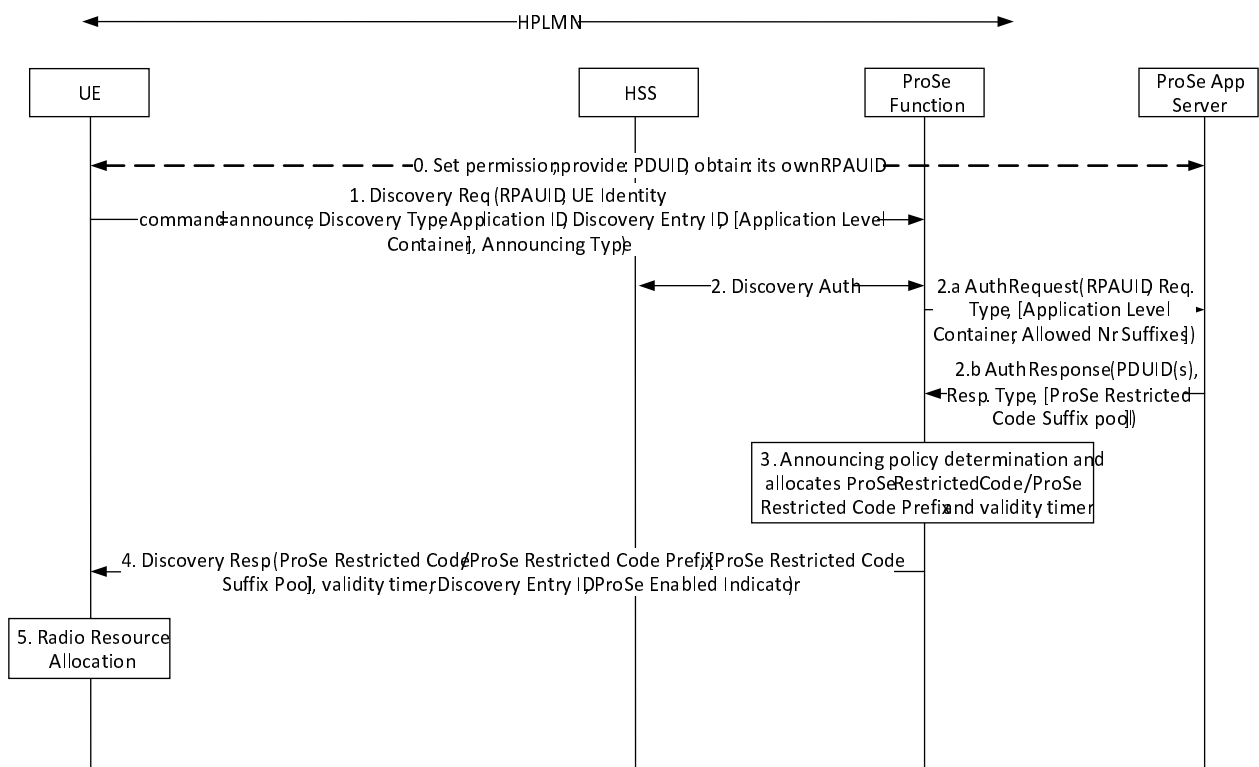 HPLMN
UE
HSS
ProSe
Function
ProSe App
Server
0. Set permission, provide: PDUID, obtain: its own RPAUID
1. Discovery Req (RPAUID, UE Identity
command=announce, Discovery Type, Application ID, Discovery Entry ID, [Application Level
Container], Announcing Type)
2. Discovery Auth
2.a Auth Request (RPAUID, Req.
Type, [Application Level
Container, Allowed Nr Suffixes])
2.b Auth Response (PDUID(s),
Resp. Type, [ProSe Restricted
Code Suffix pool])
3. Announcing policy determination and
allocates ProSe Restricted Code/ProSe
Restricted Code Prefix and validity timer
4. Discovery Resp (ProSe Restricted Code/ProSe Restricted Code Prefix, [ProSe Restricted Code
Suffix Pool], validity timer, Discovery Entry ID, ProSe Enabled Indicator)
5. Radio Resource
Allocation